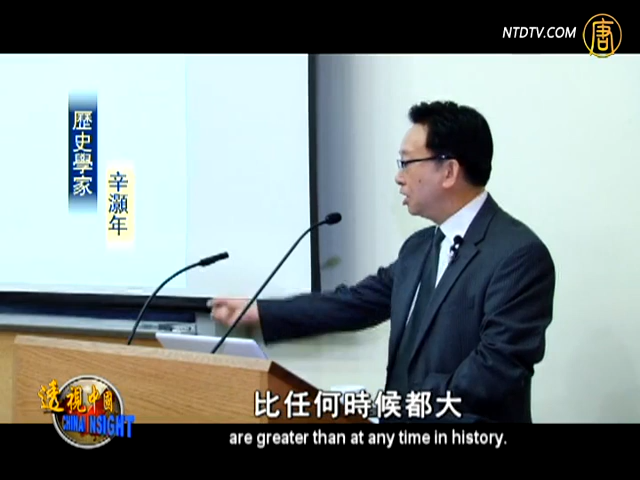 NTDTV.COM
唐
歷史學家
辛灝年
比任何時候都大
透視中國
CHINA INSIGHT
are greater than at any time in history.